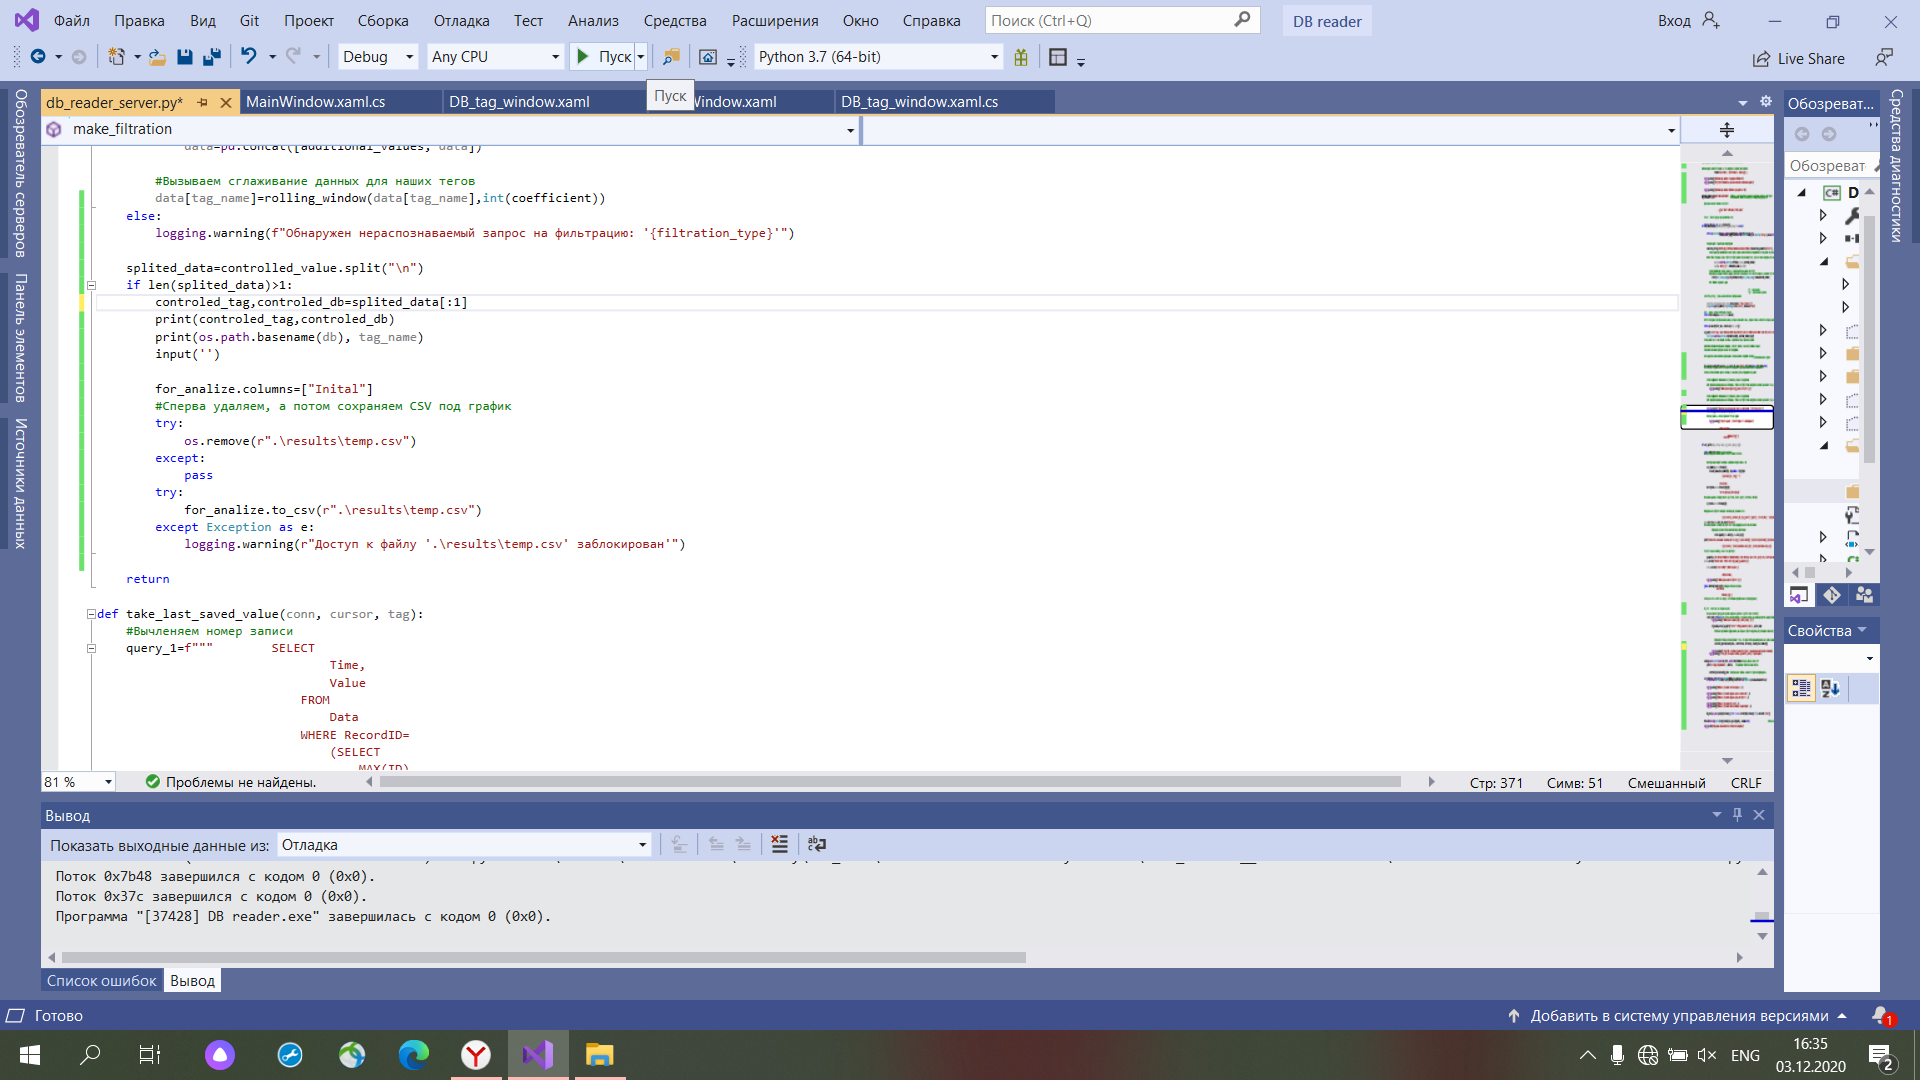 Файл Правка Вид Git Проект Сборка Отладка Тест Анализ Средства Расширения Окно Справка Поиск (Ctrl+Q) DB reader Вход
Debug Any CPU Пуск Python 3.7 (64-bit) Live Share
Пуск
db_reader_server.py* MainWindow.xaml.cs DB_tag_window.xaml Window.xaml DB_tag_window.xaml.cs
make_filtration
data=pd.concat([additional_values, data])
#Вызываем сглаживание данных для наших тегов
data[tag_name]=rolling_window(data[tag_name],int(coefficient))
else:
logging.warning(f"Обнаружен нераспознаваемый запрос на фильтрацию: '{filtration_type}'")
splited_data=controlled_value.split("\n")
if len(splited_data)>1:
controled_tag,controled_db=splited_data[:1]
print(controled_tag,controled_db)
print(os.path.basename(db), tag_name)
input('')
for_analize.columns=["Inital"]
#Сперва удаляем, а потом сохраняем CSV под график
try:
os.remove(r".\results\temp.csv")
except:
pass
try:
for_analize.to_csv(r".\results\temp.csv")
except Exception as e:
logging.warning(r"Доступ к файлу '.\results\temp.csv' заблокирован'")
return
def take_last_saved_value(conn, cursor, tag):
#Вычленяем номер записи
query_1=f""" SELECT
Time,
Value
FROM
Data
WHERE RecordID=
(SELECT
MAX(ID)
81 % Проблемы не найдены. Стр: 371 Симв: 51 Смешанный CRLF
Обозреватель серверов
Панель элементов
Источники данных
Обозреват...
Обозреват
C# D
Средства диагностики
Свойства
Вывод
Показать выходные данные из: Отладка
Поток 0x7b48 завершился с кодом 0 (0x0).
Поток 0x37c завершился с кодом 0 (0x0).
Программа "[37428] DB reader.exe" завершилась с кодом 0 (0x0).
Список ошибок Вывод
Готово Добавить в систему управления версиями 1
ENG 16:35
03.12.2020 2